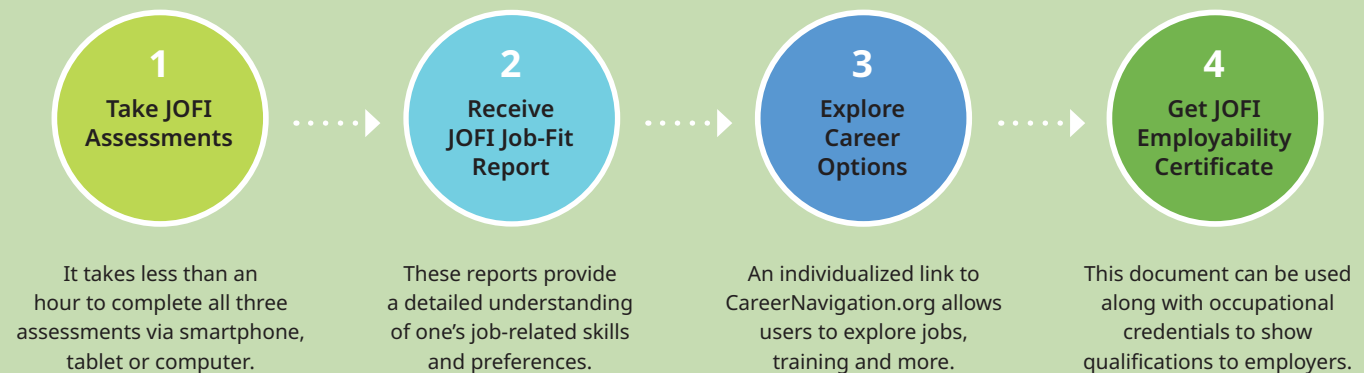 1
Take JOFI
Assessments
2
Receive
JOFI Job-Fit
Report
3
Explore
Career
Options
4
Get JOFI
Employability
Certificate
It takes less than an
hour to complete all three
assessments via smartphone,
tablet or computer.
These reports provide
a detailed understanding
of one’s job-related skills
and preferences.
An individualized link to
CareerNavigation.org allows
users to explore jobs,
training and more.
This document can be used
along with occupational
credentials to show
qualifications to employers.